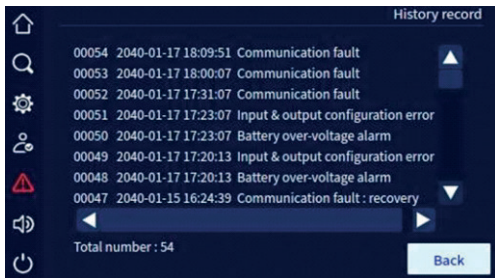 History record
00054 2040-01-17 18:09:51 Communication fault
00053 2040-01-17 18:00:07 Communication fault
00052 2040-01-17 17:31:07 Communication fault
00051 2040-01-17 17:23:07 Input & output configuration error
00050 2040-01-17 17:23:07 Battery over-voltage alarm
00049 2040-01-17 17:20:13 Input & output configuration error
00048 2040-01-17 17:20:13 Battery over-voltage alarm
00047 2040-01-15 16:24:39 Communication fault : recovery
Total number : 54
Back